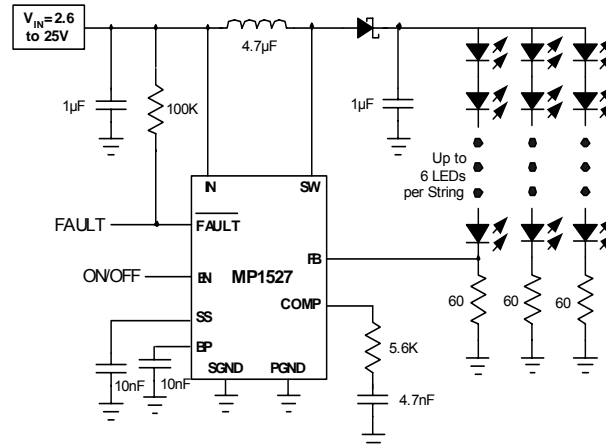 VIN=2.6
to 25V
4.7µF
1µF
100K
1µF
Up to
6 LEDs
per String
IN
SW
FAULT
FAULT
FB
ON/OFF
EN
MP1527
COMP
60
60
60
SS
5.6K
BP
10nF
10nF
SGND
PGND
4.7nF